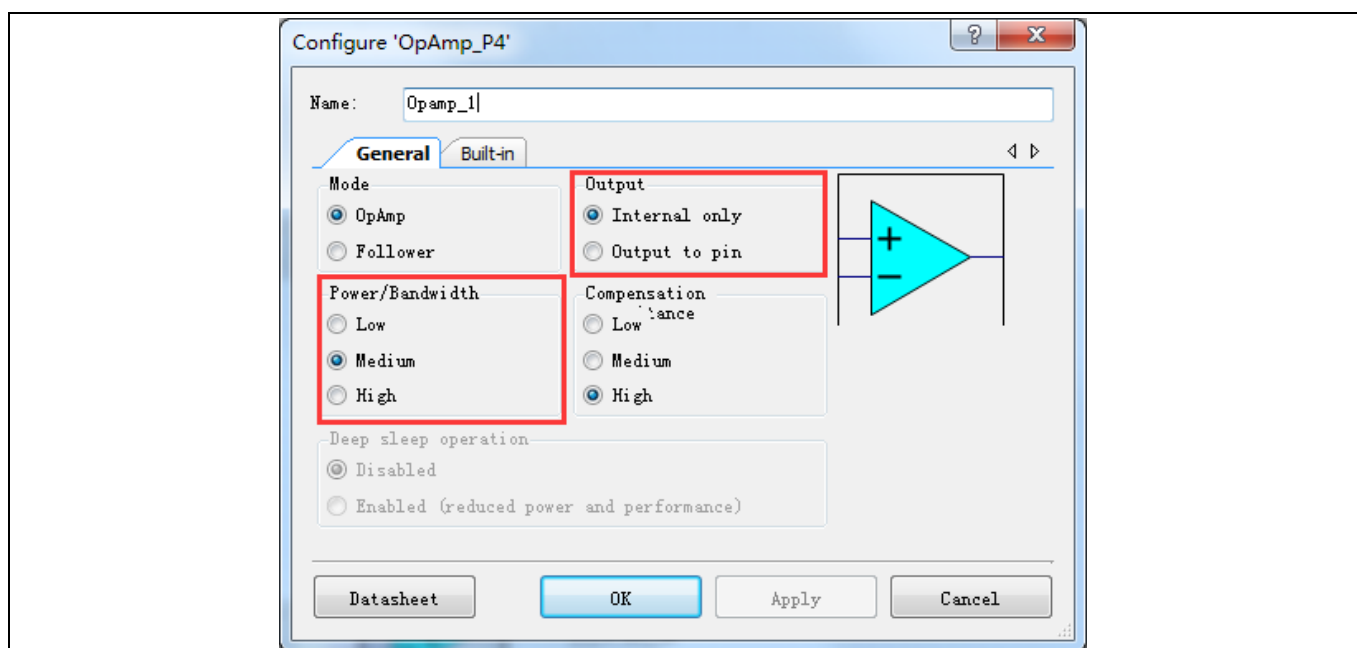 Configure 'OpAmp_P4'
Name: Opamp_1
General Built-in
Mode
OpAmp
Follower
Output
Internal only
Output to pin
Power/Bandwidth
Low
Medium
High
Compensation
Low
Medium
High
Deep sleep operation
Disabled
Enabled (reduced power and performance)
Datasheet OK Apply Cancel